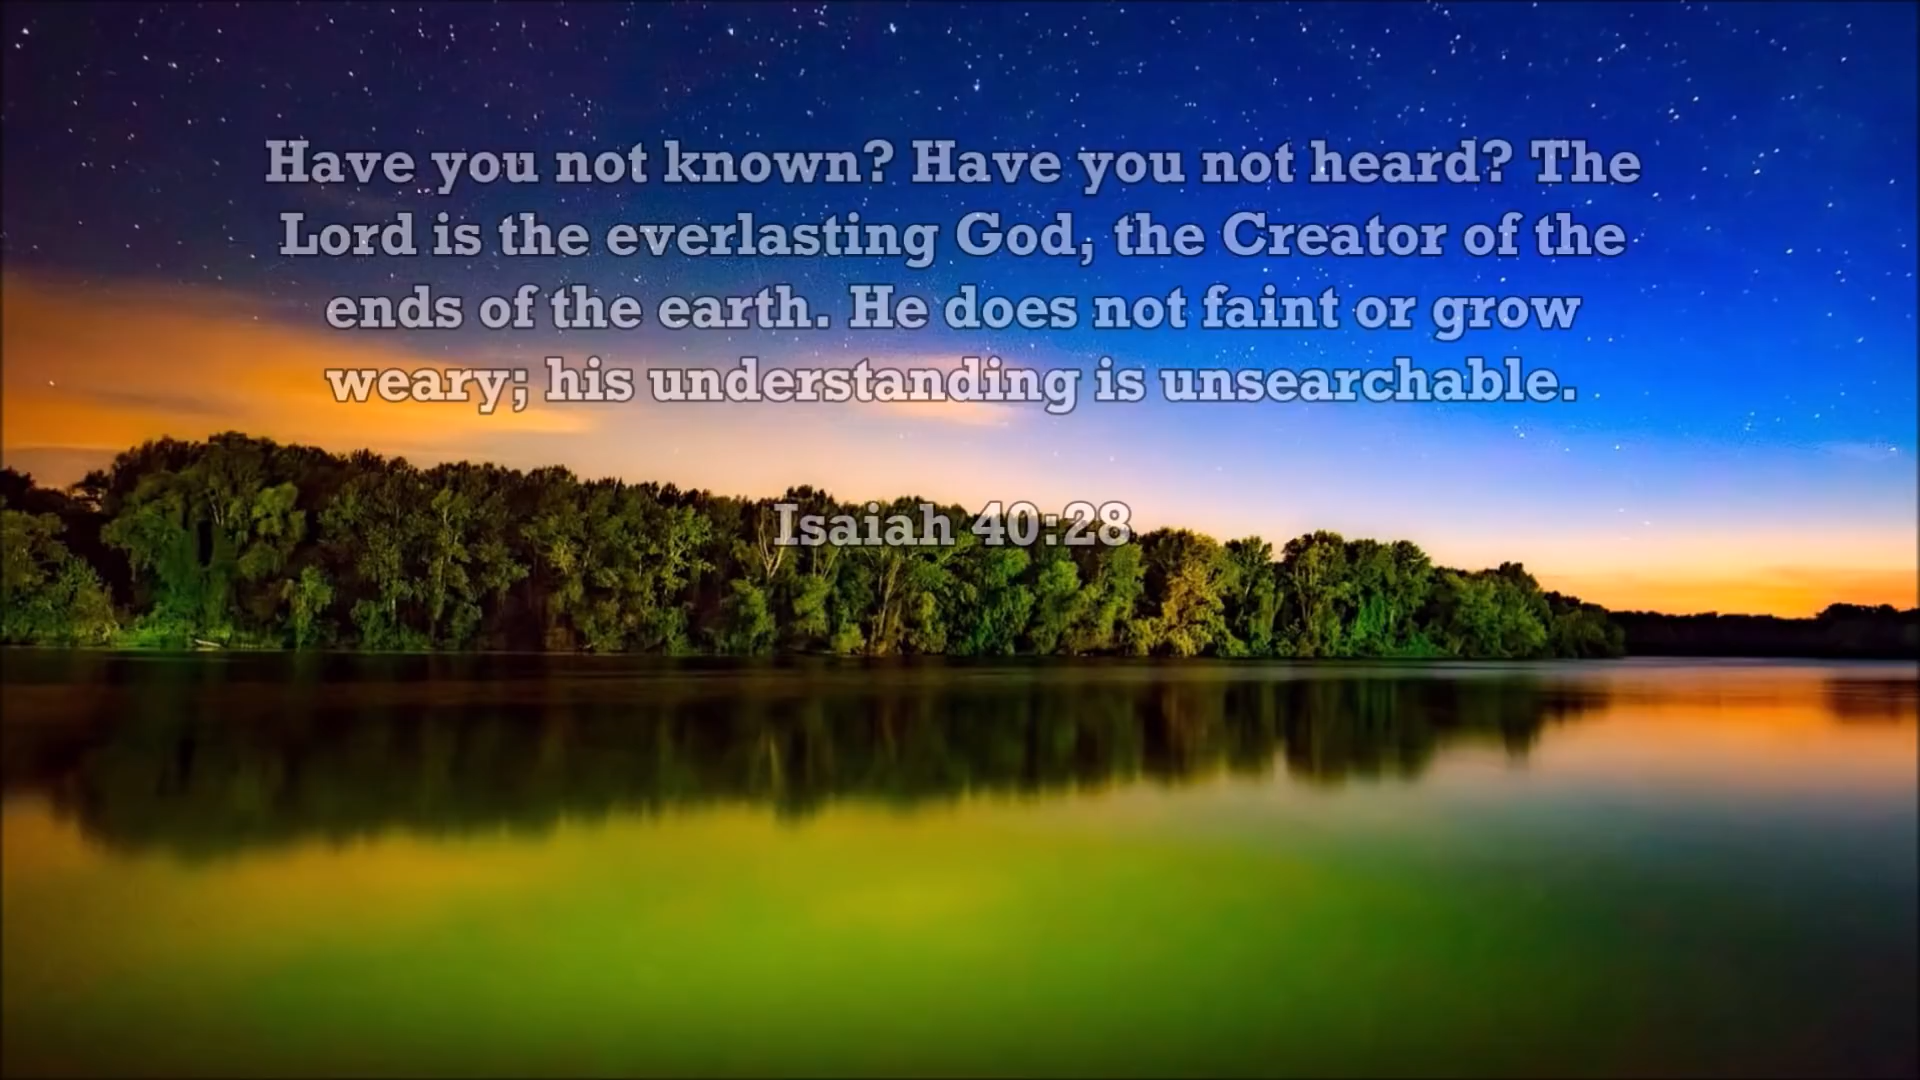 Have you not known? Have you not heard? The
Lord is the everlasting God, the Creator of the
ends of the earth. He does not faint or grow
weary; his understanding is unsearchable.
Isaiah 40:28